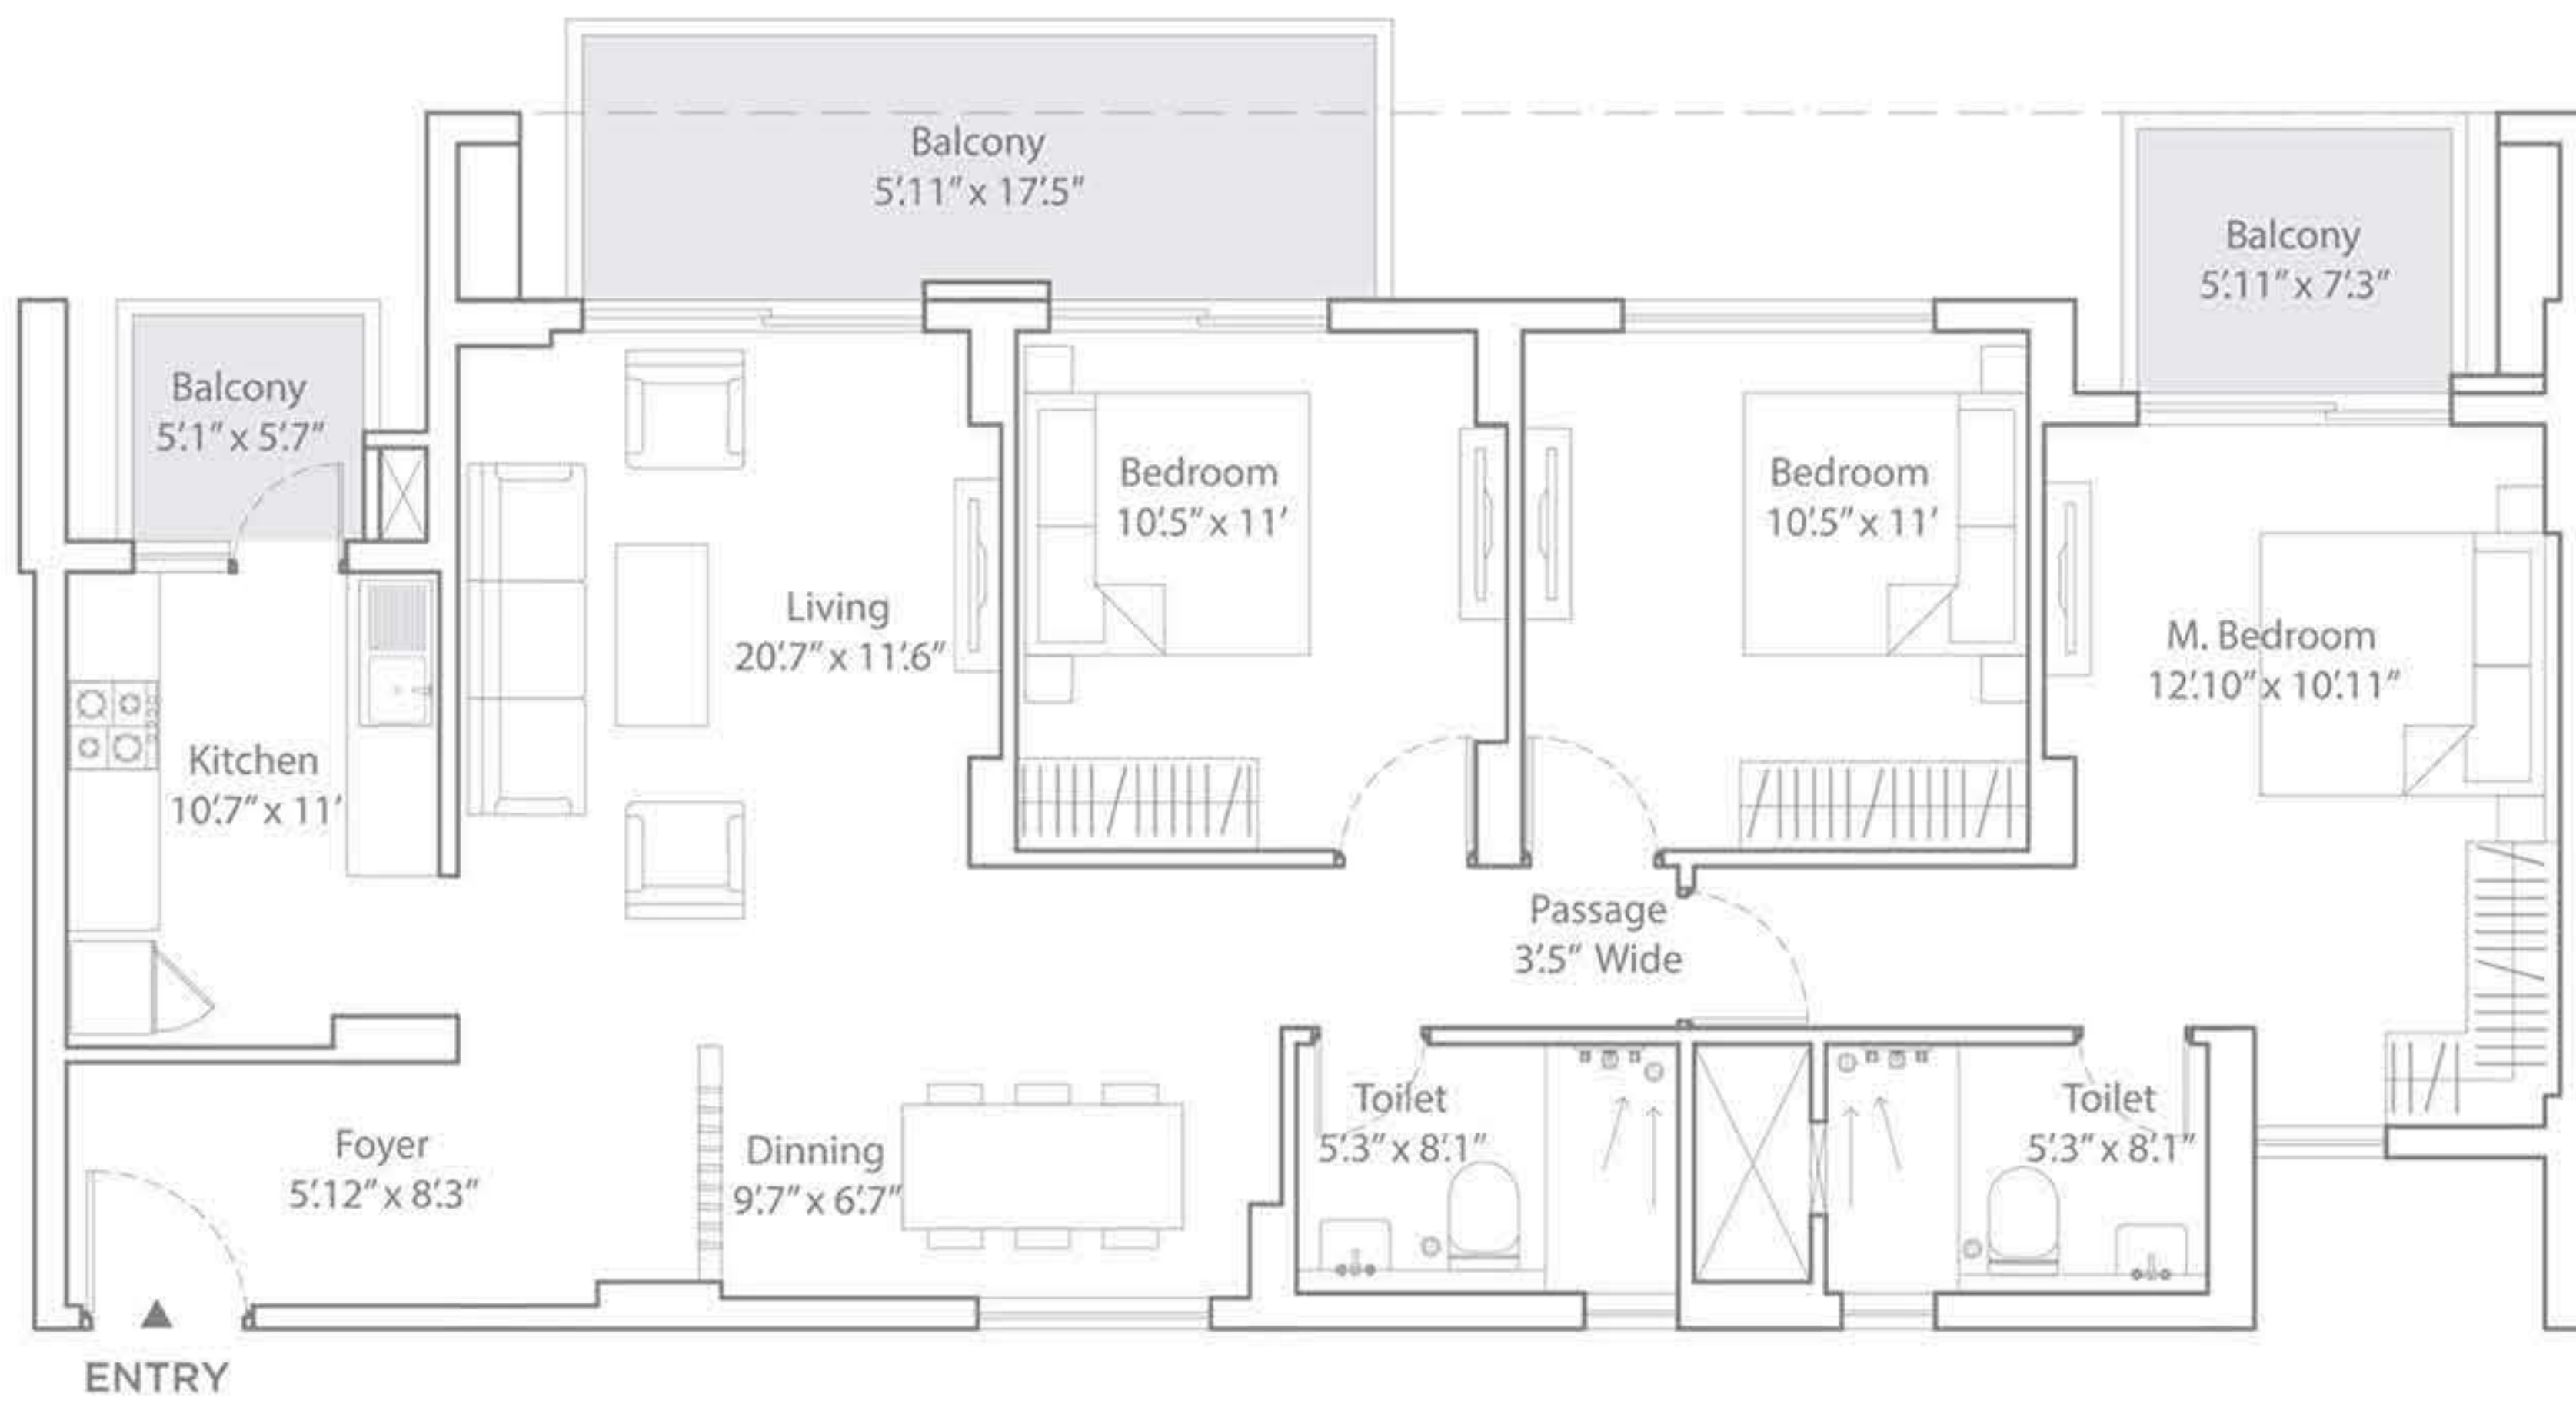 Balcony
5'.11" x 17'.5"
Balcony
5'.11" x 7'.3"
Balcony
5'.1" x 5'.7"
Bedroom
10'.5" x 11'
Bedroom
10'.5" x 11'
Living
20'.7" x 11'.6"
M. Bedroom
12'.10" x 10'.11"
Kitchen
10'.7" x 11'
Passage
3'.5" Wide
Foyer
5'.12" x 8'.3"
Dinning
9'.7" x 6'.7"
Toilet
5'.3" x 8'.1"
Toilet
5'.3" x 8'.1"
ENTRY